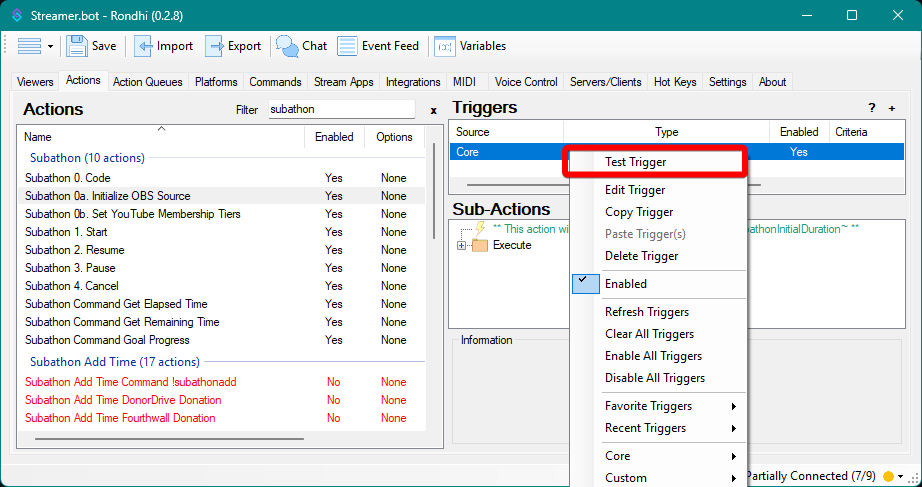 Streamer.bot - Rondhi (0.2.8)
Save Import Export Chat Event Feed Variables
Viewers Actions Action Queues Platforms Commands Stream Apps Integrations MIDI Voice Control Servers/Clients Hot Keys Settings About
Actions Filter subathon x
Name Enabled Options
Subathon (10 actions)
Subathon 0. Code Yes None
Subathon 0a. Initialize OBS Source Yes None
Subathon 0b. Set YouTube Membership Tiers Yes None
Subathon 1. Start Yes None
Subathon 2. Resume Yes None
Subathon 3. Pause Yes None
Subathon 4. Cancel Yes None
Subathon Command Get Elapsed Time Yes None
Subathon Command Get Remaining Time Yes None
Subathon Command Goal Progress Yes None
Subathon Add Time (17 actions)
Subathon Add Time Command !subathonadd No None
Subathon Add Time DonorDrive Donation No None
Subathon Add Time Fourthwall Donation No None
Triggers ? +
Source Type Enabled Criteria
Core Yes
Sub-Actions
** This action wi
athonInitialDuration~ **
Execute
Information
Test Trigger
Edit Trigger
Copy Trigger
Paste Trigger(s)
Delete Trigger
Enabled
Refresh Triggers
Clear All Triggers
Enable All Triggers
Disable All Triggers
Favorite Triggers
Recent Triggers
Core
Custom
Partially Connected (7/9)